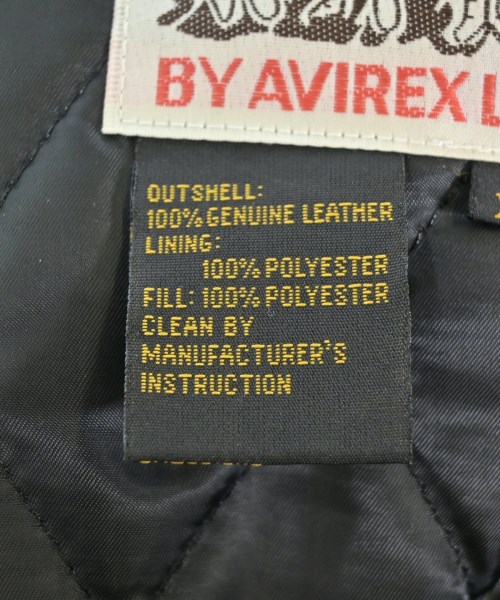 BY AVIREX L
OUTSHELL:
100% GENUINE LEATHER
LINING:
100% POLYESTER
FILL: 100% POLYESTER
CLEAN BY
MANUFACTURER'S
INSTRUCTION